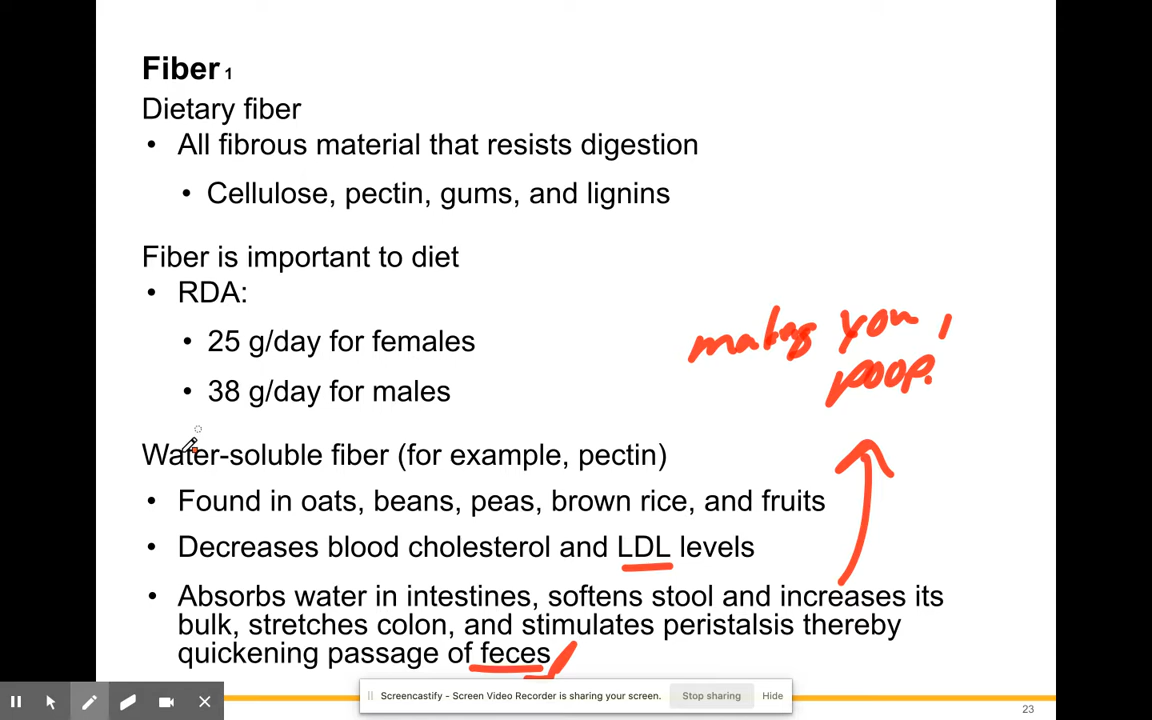 Fiber 1
Dietary fiber
• All fibrous material that resists digestion
• Cellulose, pectin, gums, and lignins
Fiber is important to diet
• RDA:
• 25 g/day for females
• 38 g/day for males
makes you
poop.
Water-soluble fiber (for example, pectin)
• Found in oats, beans, peas, brown rice, and fruits
• Decreases blood cholesterol and LDL levels
• Absorbs water in intestines, softens stool and increases its
bulk, stretches colon, and stimulates peristalsis thereby
quickening passage of feces
Screencastify - Screen Video Recorder is sharing your screen.
Stop sharing
Hide
23